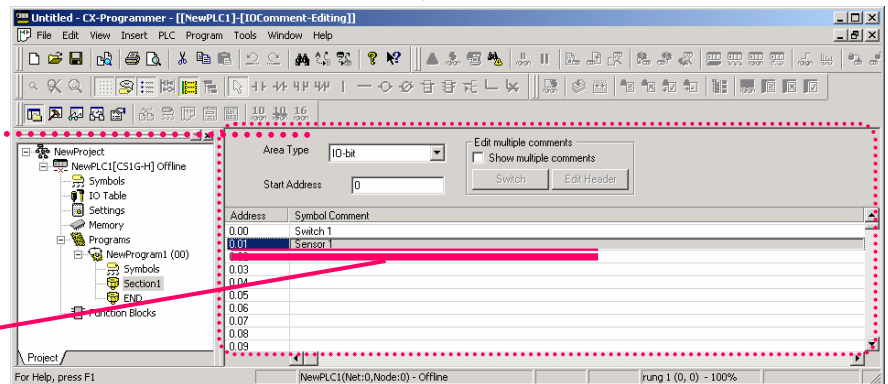 Untitled - CX-Programmer - [[NewPLC1]-[IOComment-Editing]]
File Edit View Insert PLC Program Tools Window Help
10 10 16
NewProject
NewPLC1[CS1G-H] Offline
Symbols
IO Table
Settings
Memory
Programs
NewProgram1 (00)
Symbols
Section1
END
Function Blocks
Project
Area Type IO-bit
Start Address 0
Edit multiple comments
Show multiple comments
Switch Edit Header
Address Symbol Comment
0.00 Switch 1
0.01 Sensor 1
0.03
0.04
0.05
0.06
0.07
0.08
0.09
For Help, press F1 NewPLC1(Net:0,Node:0) - Offline rung 1 (0, 0) - 100%